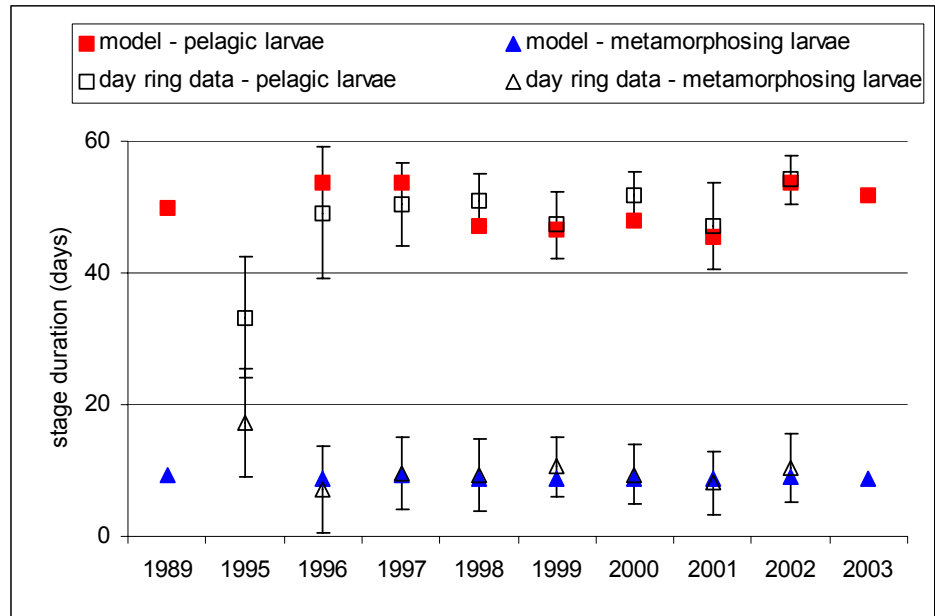 model - pelagic larvae
model - metamorphosing larvae
day ring data - pelagic larvae
day ring data - metamorphosing larvae
stage duration (days)
60
40
20
0
1989 1995 1996 1997 1998 1999 2000 2001 2002 2003